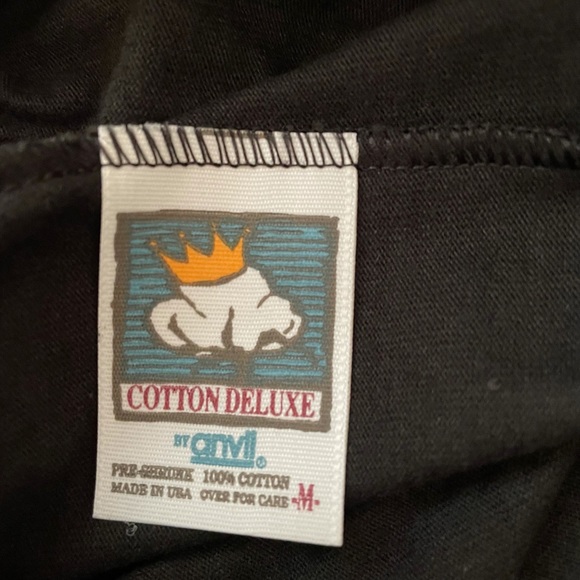 COTTON DELUXE
BY anvil®
PRE-SHRUNK 100% COTTON
MADE IN USA OVER FOR CARE -M-